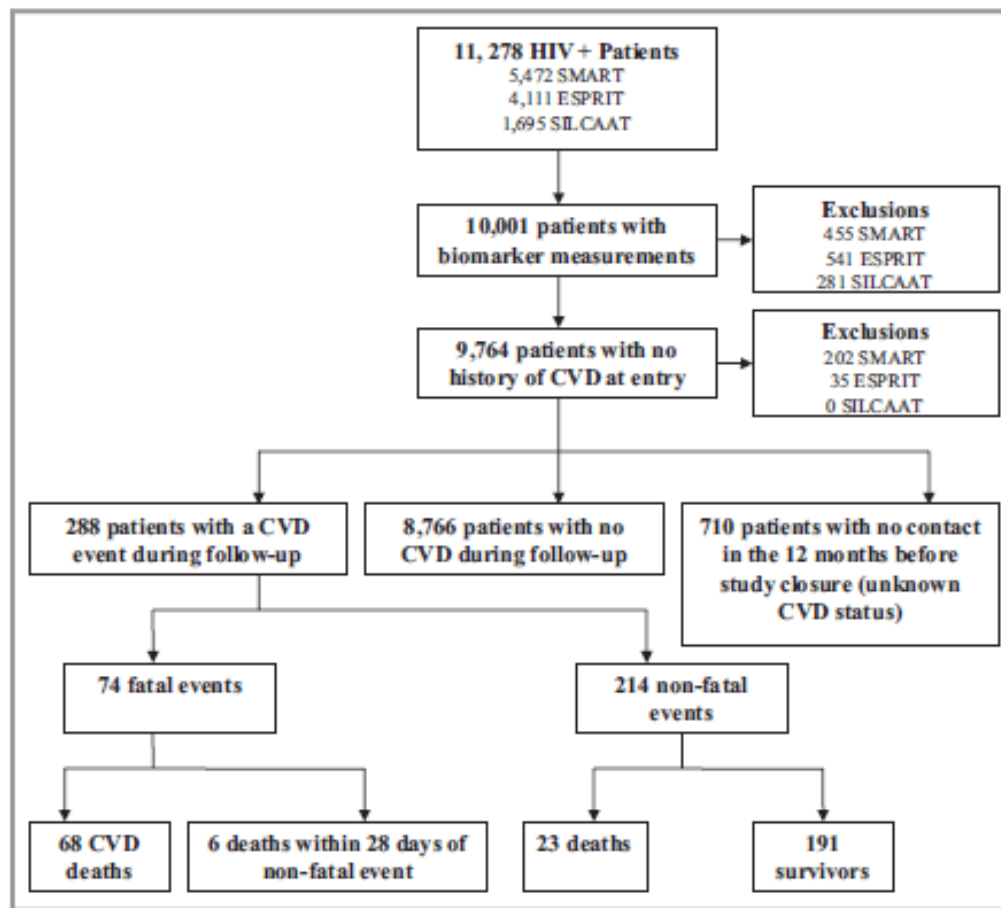 11, 278 HIV + Patients
5,472 SMART
4,111 ESPRIT
1,695 SILCAAT
10,001 patients with
biomarker measurements
Exclusions
455 SMART
541 ESPRIT
281 SILCAAT
9,764 patients with no
history of CVD at entry
Exclusions
202 SMART
35 ESPRIT
0 SILCAAT
288 patients with a CVD
event during follow-up
8,766 patients with no
CVD during follow-up
710 patients with no contact
in the 12 months before
study closure (unknown
CVD status)
74 fatal events
214 non-fatal
events
68 CVD
deaths
6 deaths within 28 days of
non-fatal event
23 deaths
191
survivors